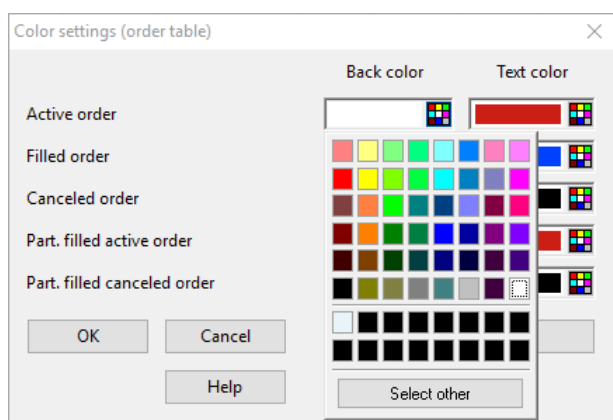 Color settings (order table)
Back color Text color
Active order
Filled order
Canceled order
Part. filled active order
Part. filled canceled order
OK Cancel
Help
Select other